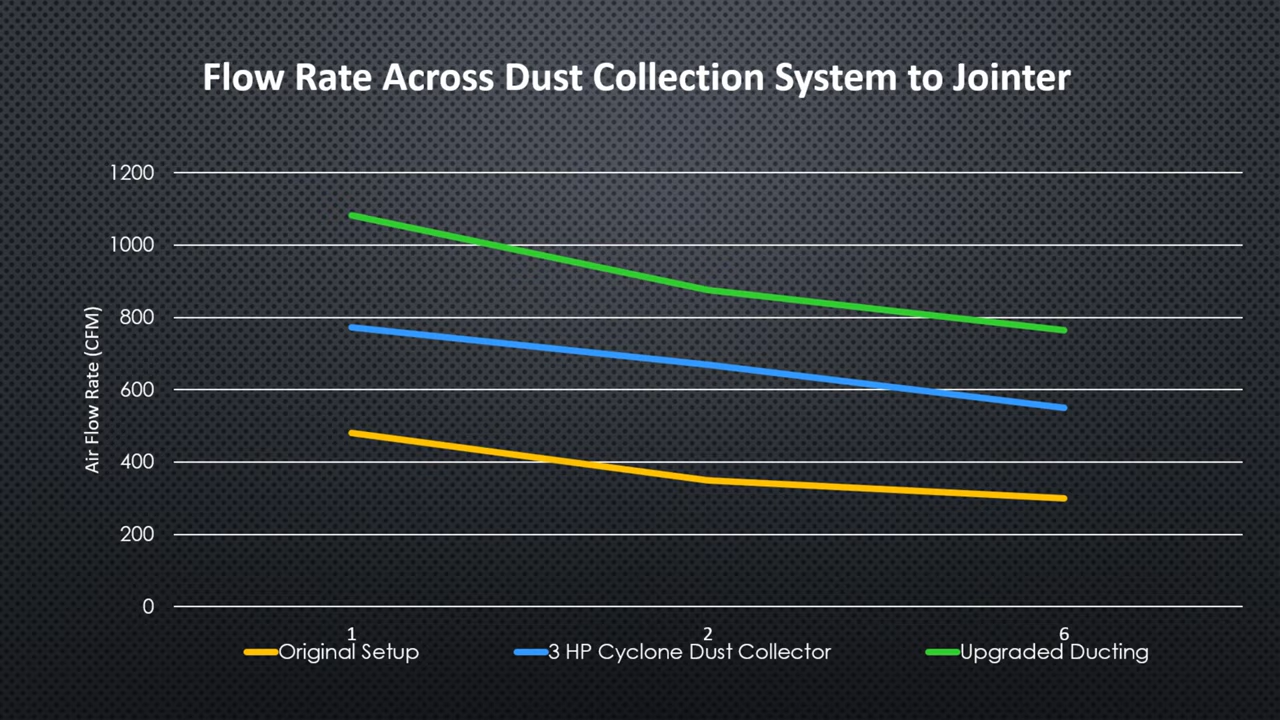 Flow Rate Across Dust Collection System to Jointer
1200
1000
800
600
400
200
0
Air Flow Rate (CFM)
1 2 6
Original Setup 3 HP Cyclone Dust Collector Upgraded Ducting